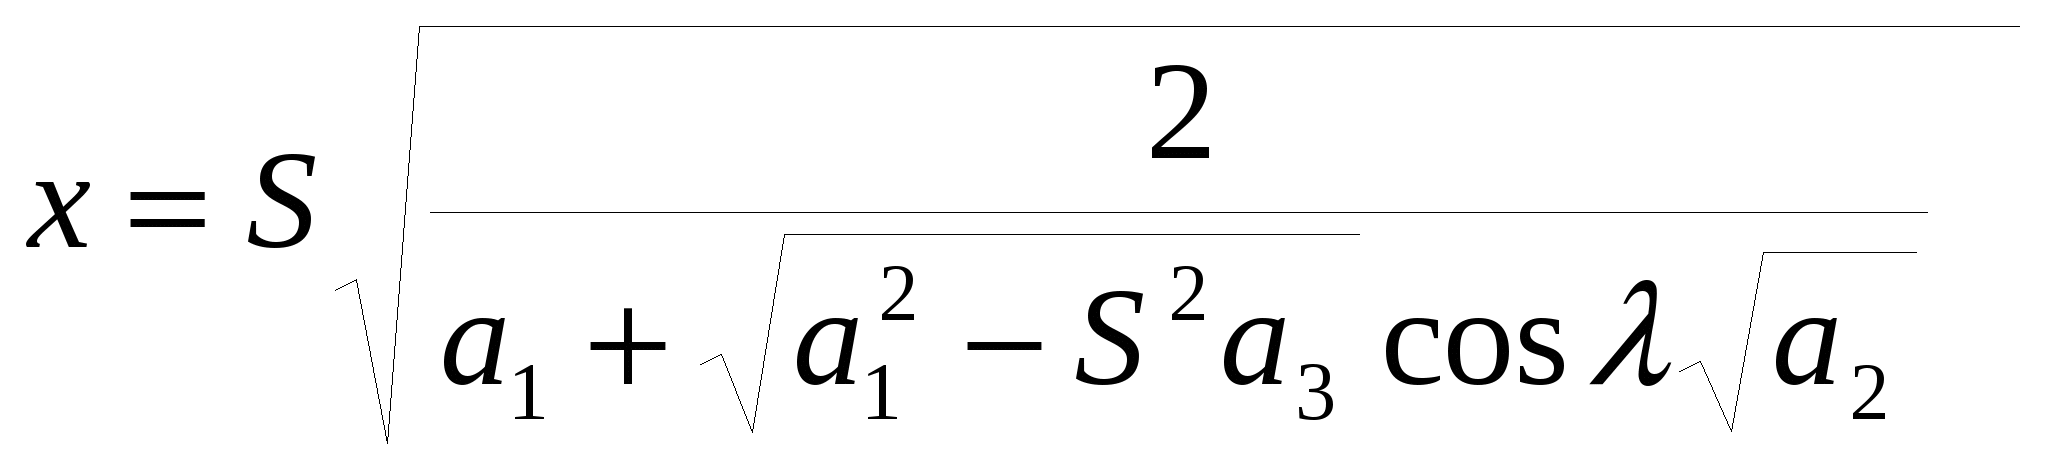 x = S √(2 / (a₁ + √(a₁² − S²a₃) cos λ √(a₂)))